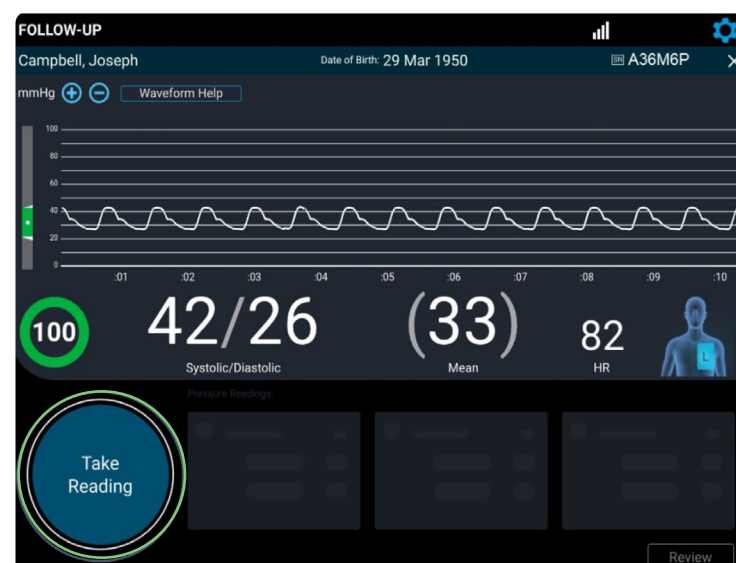 FOLLOW-UP
Campbell, Joseph Date of Birth: 29 Mar 1950 SN A36M6P
mmHg Waveform Help
100
80
60
40
20
0
:01 :02 :03 :04 :05 :06 :07 :08 :09 :10
100 42/26 (33) 82 L
Systolic/Diastolic Mean HR
Pressure Readings:
Take
Reading
Review